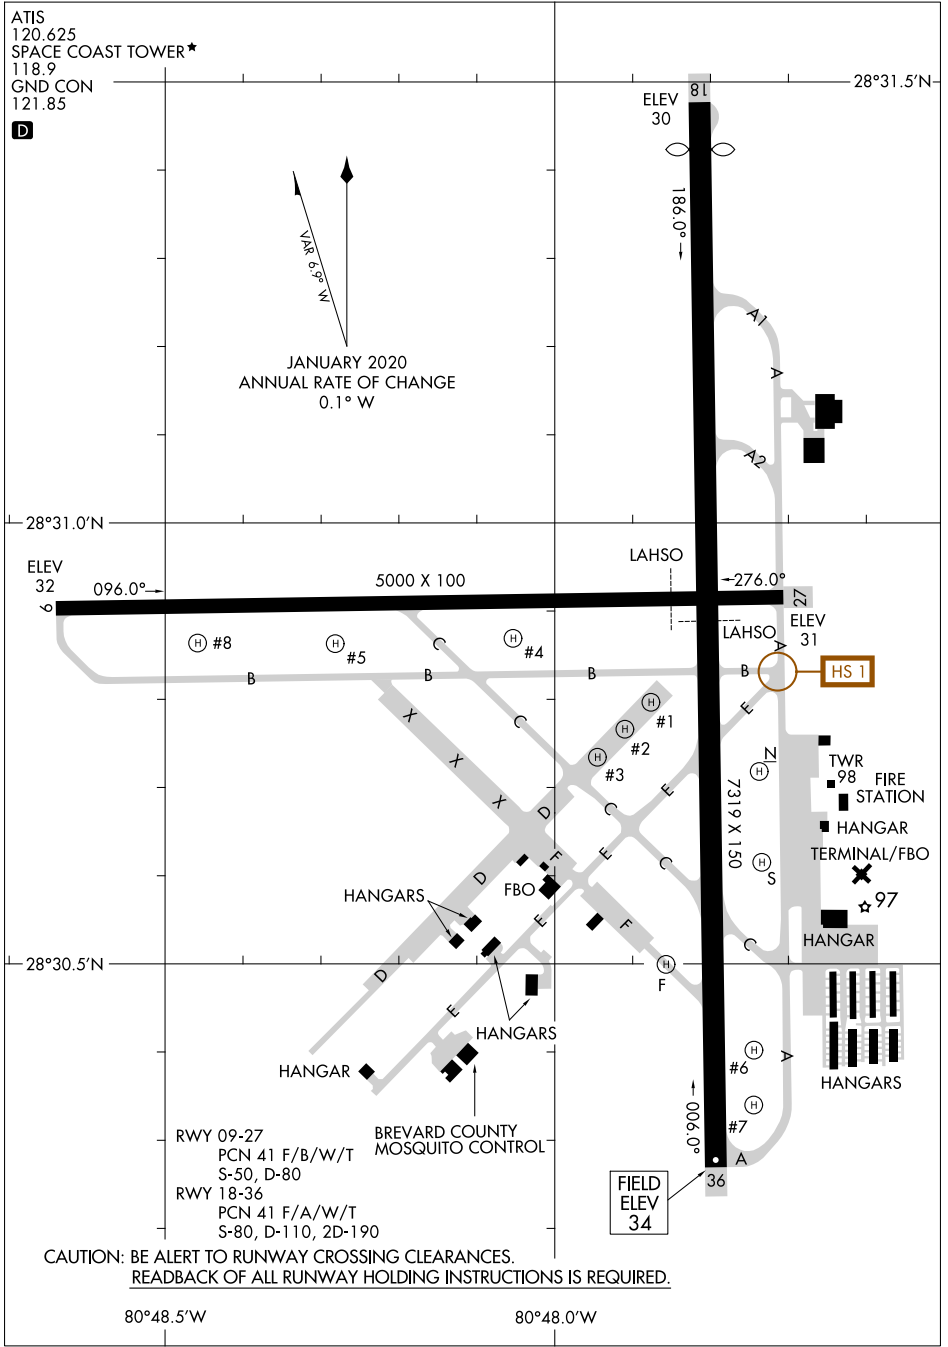 ATIS
120.625
SPACE COAST TOWER★
118.9
GND CON
121.85
D
28°31.5'N
18
ELEV
30
186.0°
VAR 6.9° W
JANUARY 2020
ANNUAL RATE OF CHANGE
0.1° W
A1
A
A2
28°31.0'N
LAHSO
ELEV
32
096.0°
5000 X 100
276.0°
9
27
LAHSO
ELEV
31
A
H #8
H #5
C
H #4
B
B
B
B
HS 1
E
H #1
H #2
H #3
X
X
X
C
N
H
7319 X 150
TWR
98
FIRE
STATION
HANGAR
TERMINAL/FBO
97
HANGAR
E
D
C
E
C
H
S
F
D
FBO
HANGARS
E
F
C
28°30.5'N
D
H
F
E
HANGARS
H
#6
A
HANGARS
HANGAR
H
#7
006.0°
BREVARD COUNTY
MOSQUITO CONTROL
A
36
FIELD
ELEV
34
RWY 09-27
PCN 41 F/B/W/T
S-50, D-80
RWY 18-36
PCN 41 F/A/W/T
S-80, D-110, 2D-190
CAUTION: BE ALERT TO RUNWAY CROSSING CLEARANCES.
READBACK OF ALL RUNWAY HOLDING INSTRUCTIONS IS REQUIRED.
80°48.5'W
80°48.0'W